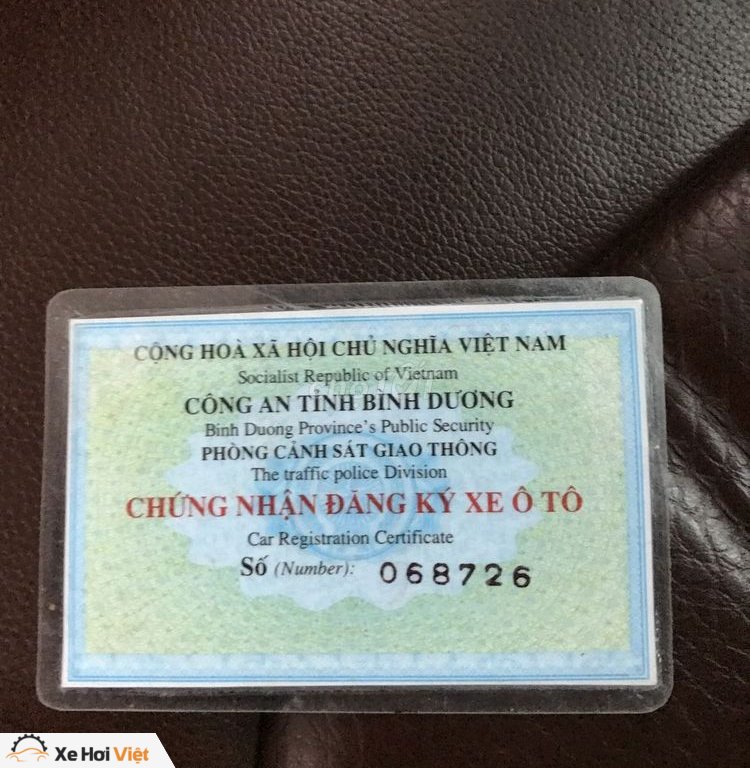 CỘNG HOÀ XÃ HỘI CHỦ NGHĨA VIỆT NAM
Socialist Republic of Vietnam
CÔNG AN TỈNH BÌNH DƯƠNG
Binh Duong Province's Public Security
PHÒNG CẢNH SÁT GIAO THÔNG
The traffic police Division
CHỨNG NHẬN ĐĂNG KÝ XE Ô TÔ
Car Registration Certificate
Số (Number): 068726
Xe Hơi Việt